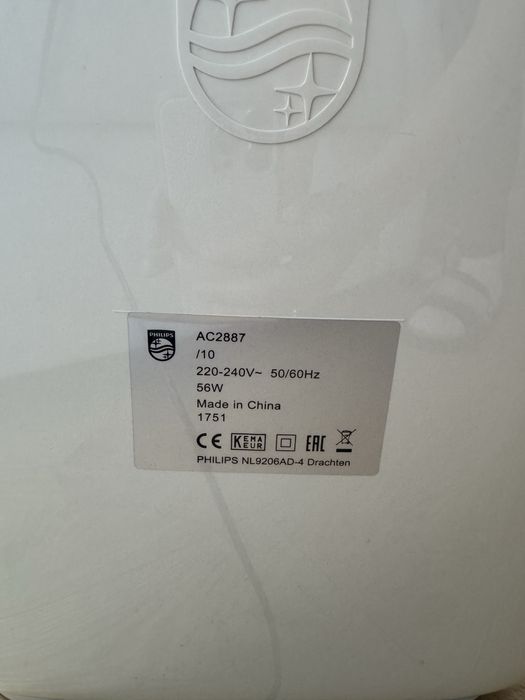 PHILIPS
AC2887
/10
220-240V~ 50/60Hz
56W
Made in China
1751
CE KEMA EUR EAC
PHILIPS NL9206AD-4 Drachten